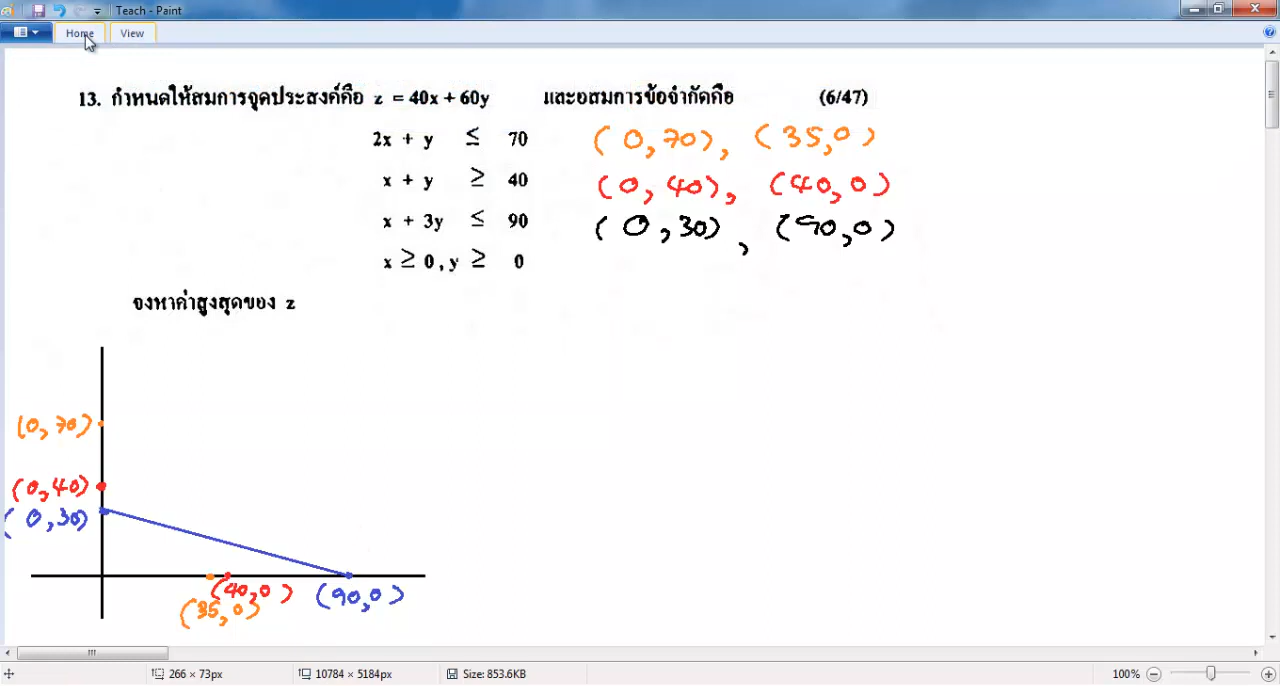 Teach - Paint
Home View
13. กำหนดให้สมการจุดประสงค์คือ z = 40x + 60y และอสมการข้อจำกัดคือ (6/47)
2x + y ≤ 70 (0,70), (35,0)
x + y ≥ 40 (0,40), (40,0)
x + 3y ≤ 90 (0,30), (90,0)
x ≥ 0, y ≥ 0
จงหาค่าสูงสุดของ z
(0,70)
(0,40)
(0,30)
(40,0) (90,0)
(35,0)
266 × 73px 10784 × 5184px Size: 853.6KB 100%